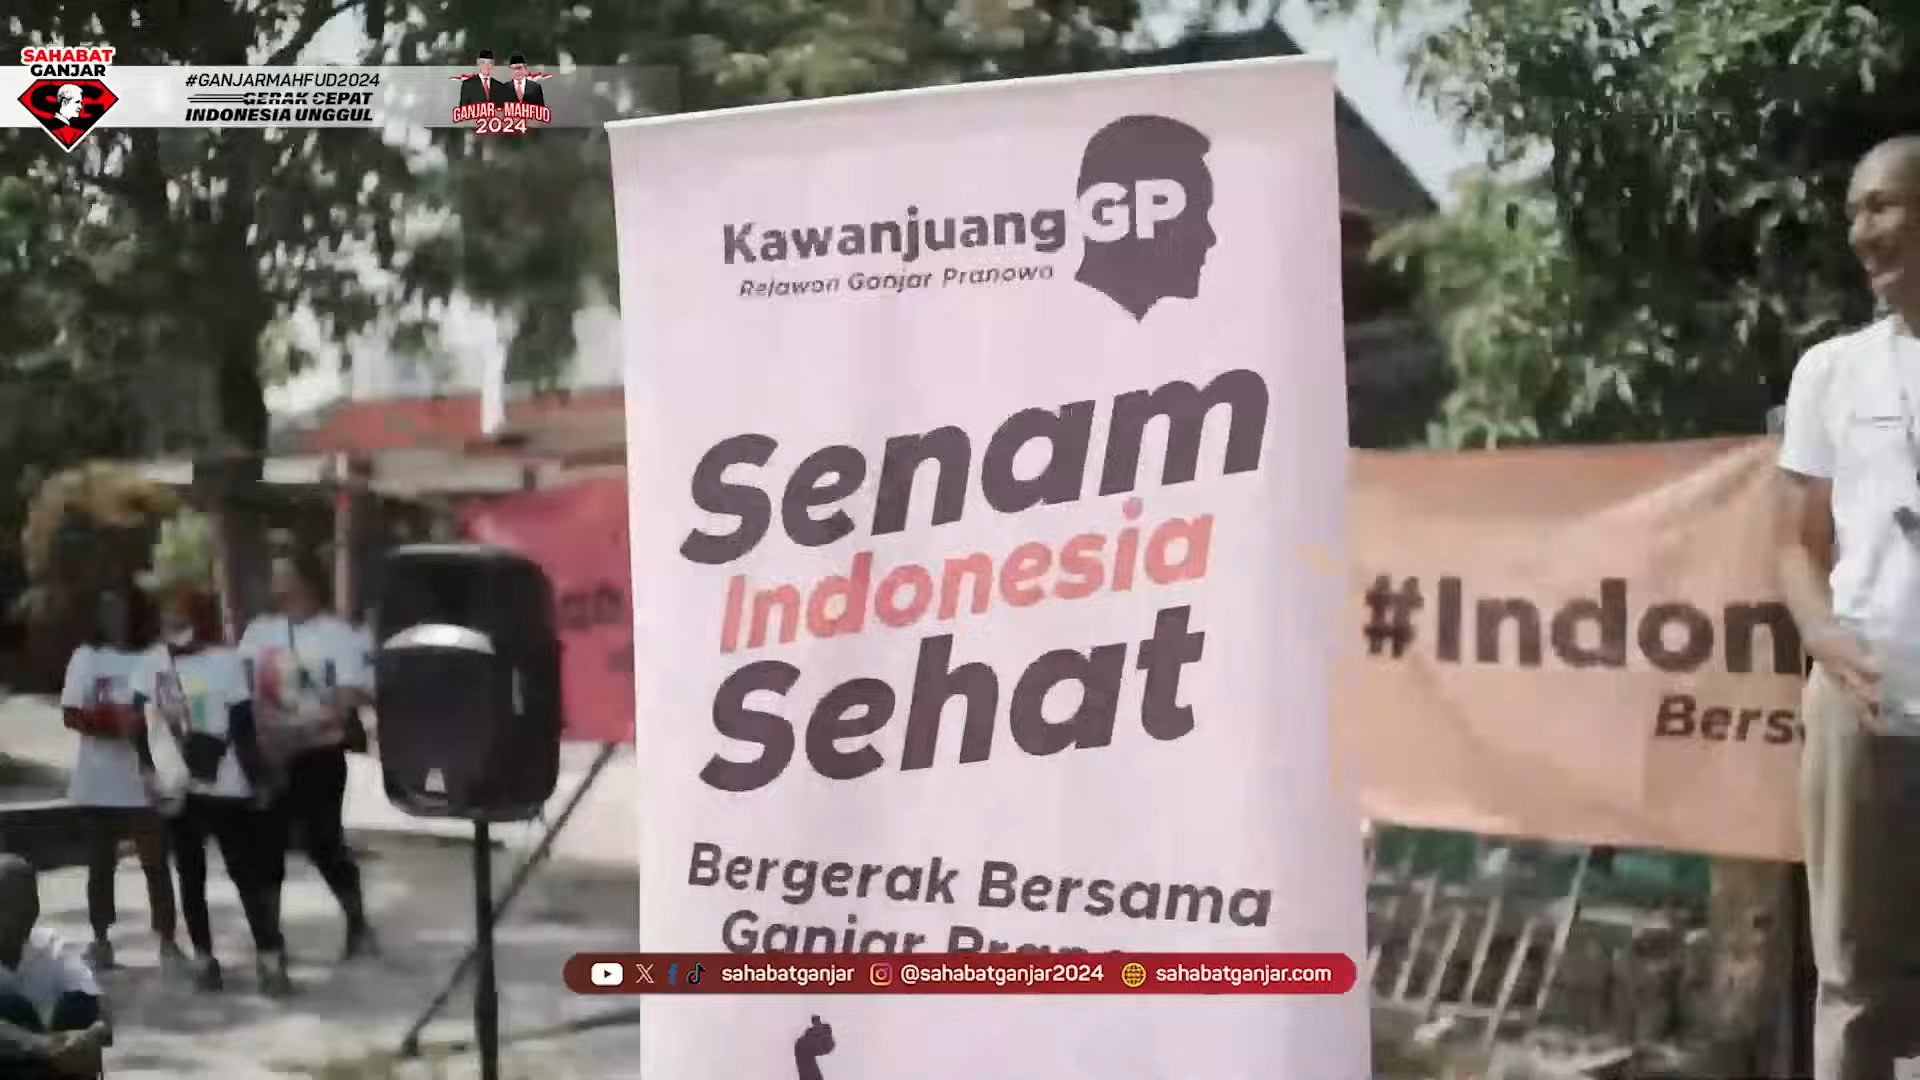 SAHABAT
GANJAR
#GANJARMAHFUD2024
GERAK CEPAT
INDONESIA UNGGUL
GANJAR - MAHFUD
2024
Kawanjuang GP
Relawan Ganjar Pranowo
Senam
Indonesia
Sehat
Bergerak Bersama
Ganjar
#Indon
Bers
sahabatganjar @sahabatganjar2024 sahabatganjar.com